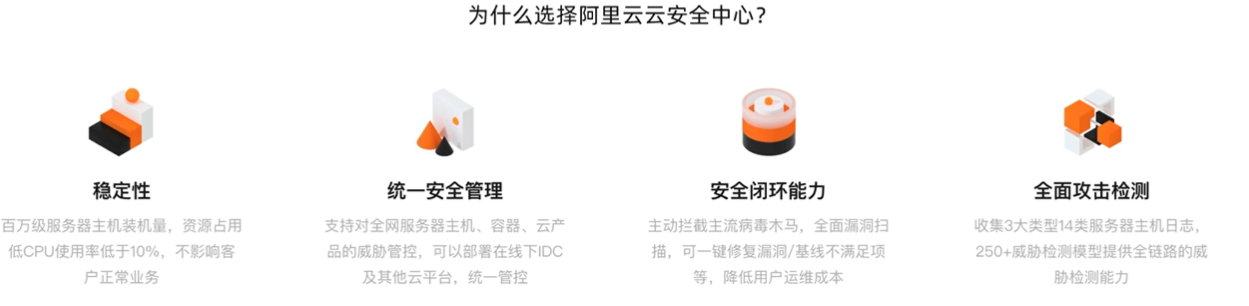 为什么选择阿里云云安全中心？
稳定性
百万级服务器主机装机量，资源占用
低CPU使用率低于10%，不影响客
户正常业务
统一安全管理
支持对全网服务器主机、容器、云产
品的威胁管控，可以部署在线下IDC
及其他云平台，统一管控
安全闭环能力
主动拦截主流病毒木马，全面漏洞扫
描，可一键修复漏洞/基线不满足项
等，降低用户运维成本
全面攻击检测
收集3大类型14类服务器主机日志，
250+威胁检测模型提供全链路的威
胁检测能力